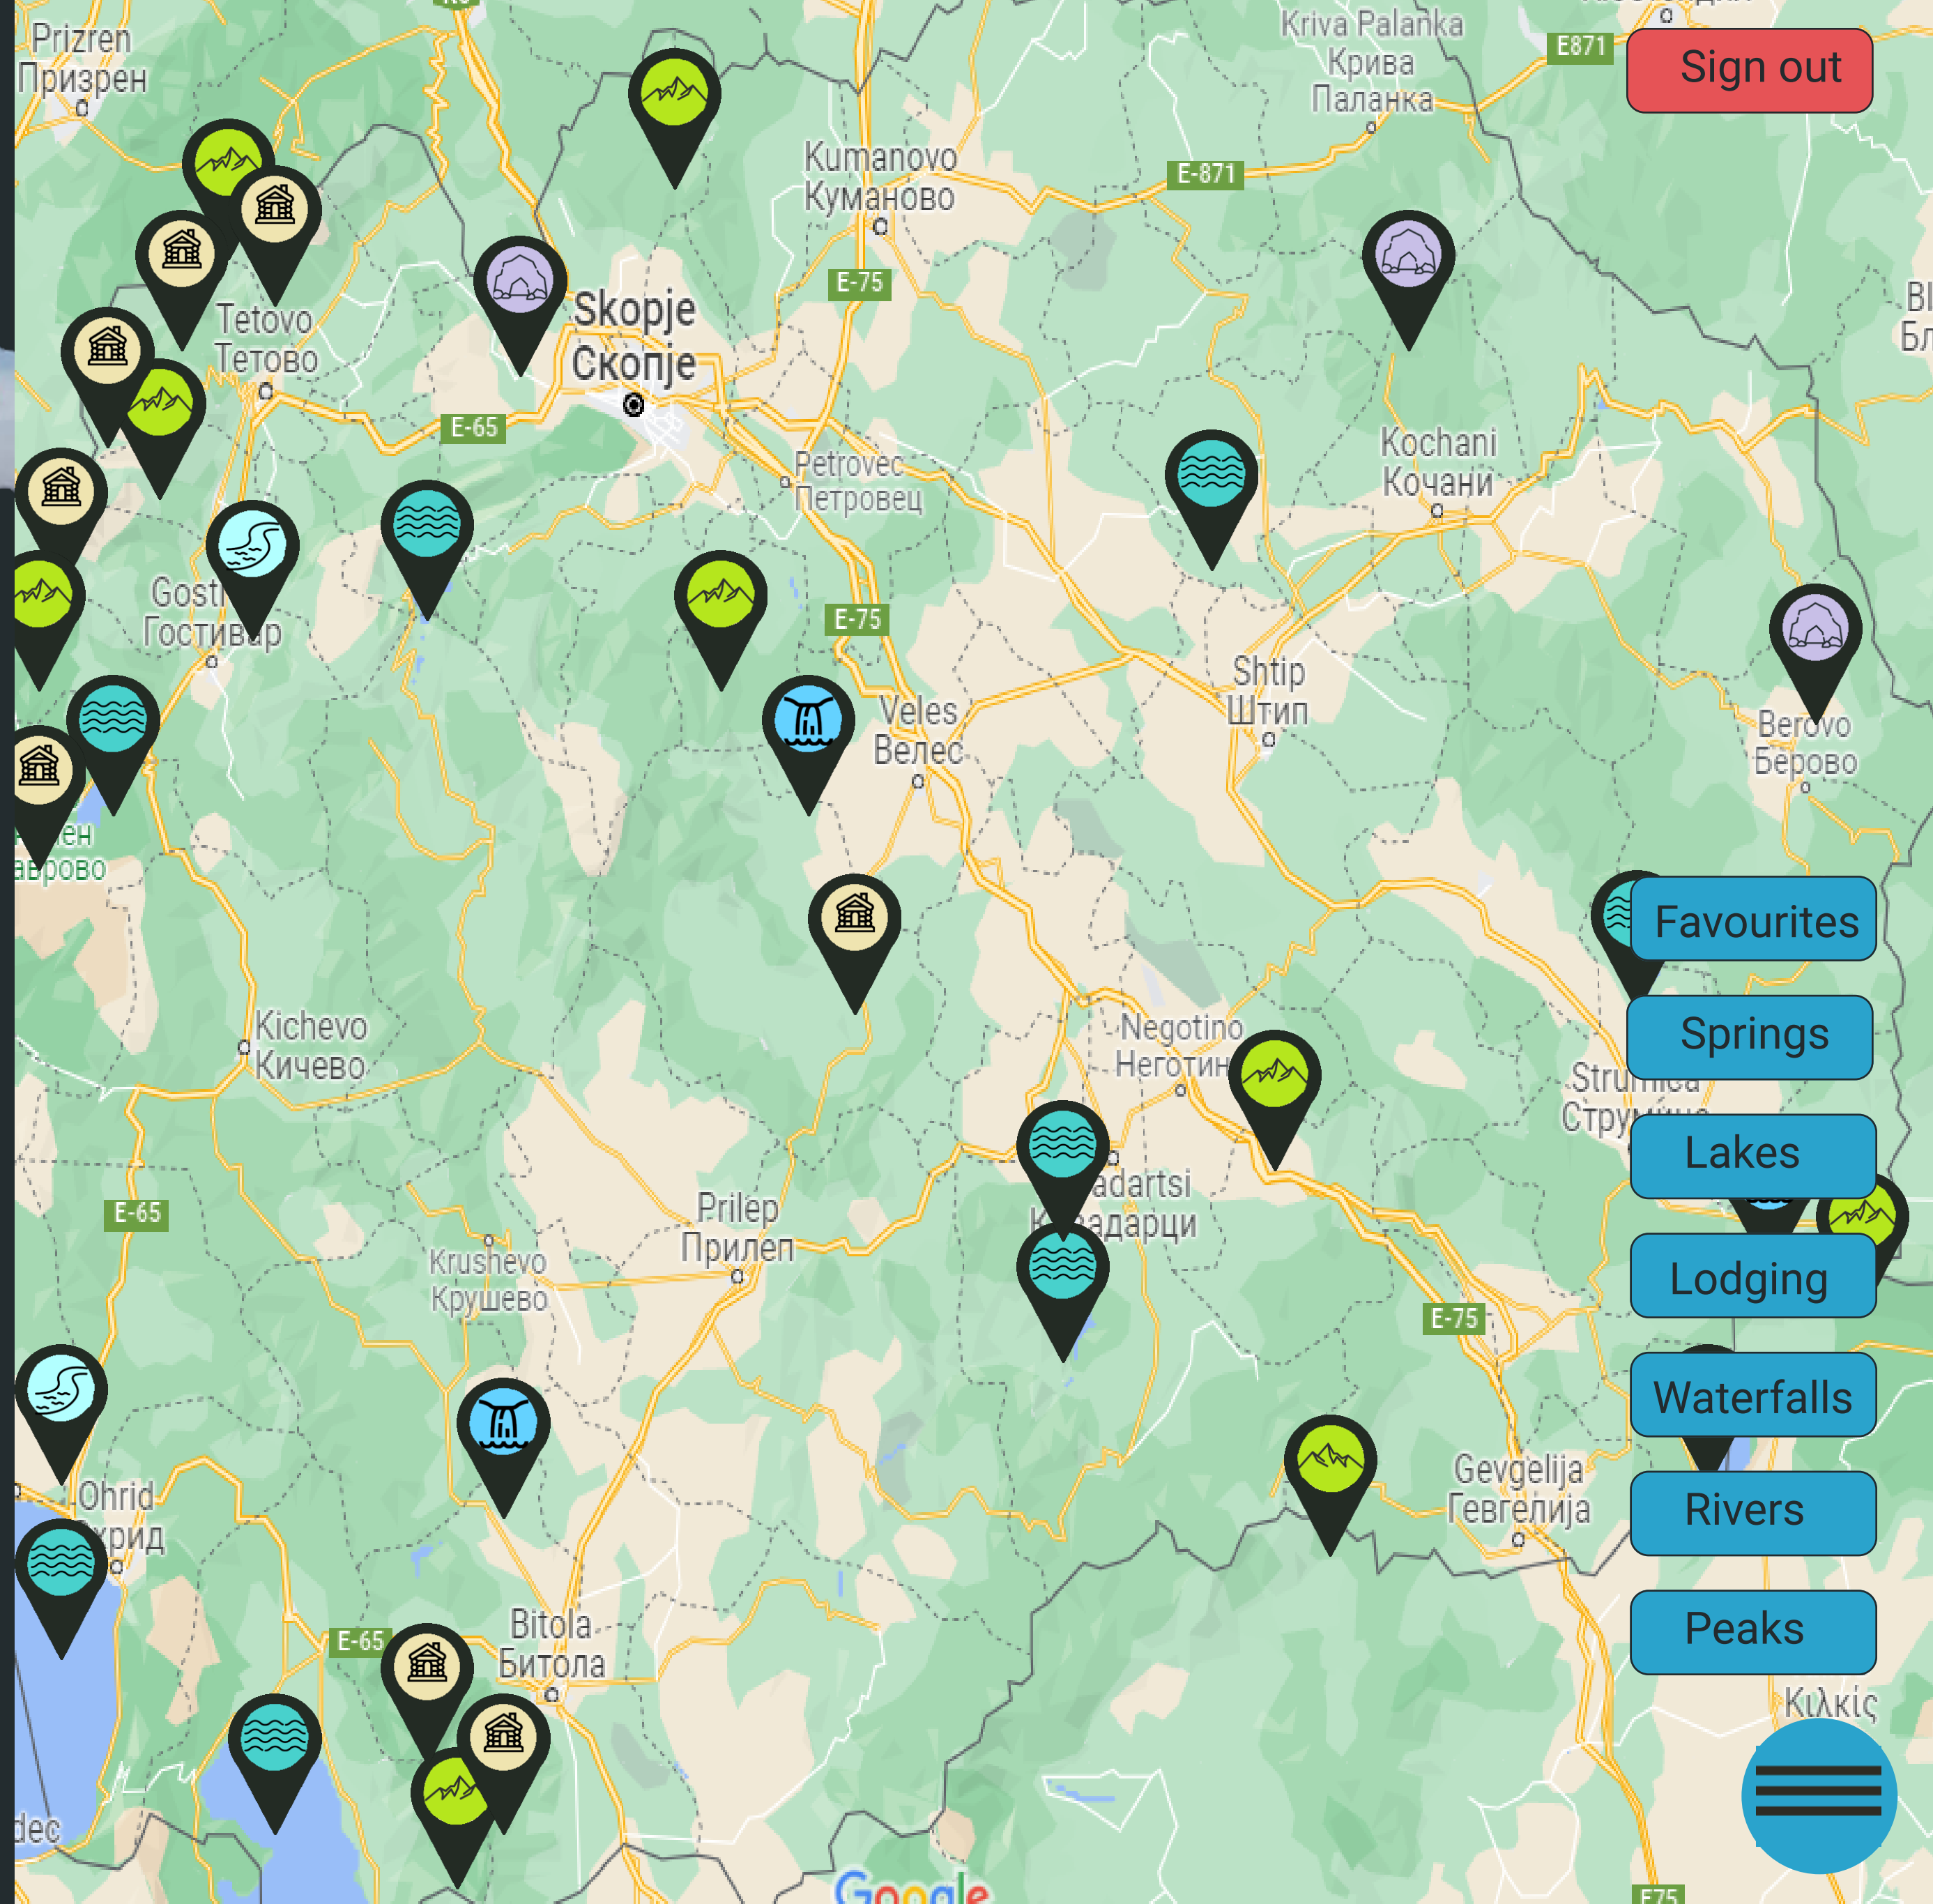 Prizren
Призрен
Kriva Palanka
Крива
Паланка
E871
Sign out
Kumanovo
Куманово
E-871
E-75
Tetovo
Тетово
Skopje
Скопје
E-65
Petrovec
Петровец
Kochani
Кочани
Гостивар
E-75
Veles
Велес
Shtip
Штип
Berovo
Берово
Favourites
Kichevo
Кичево
Negotino
Неготин
Springs
Lakes
E-65
Prilep
Прилеп
Krushevo
Крушево
Lodging
E-75
Waterfalls
Ohrid
Gevgelija
Гевгелија
Rivers
E-65
Bitola
Битола
Peaks
Κιλκίς
Google
E75